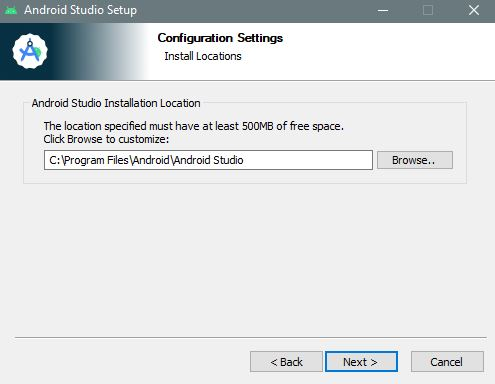 Android Studio Setup
Configuration Settings
Install Locations
Android Studio Installation Location
The location specified must have at least 500MB of free space.
Click Browse to customize:
C:\Program Files\Android\Android Studio
Browse..
< Back
Next >
Cancel